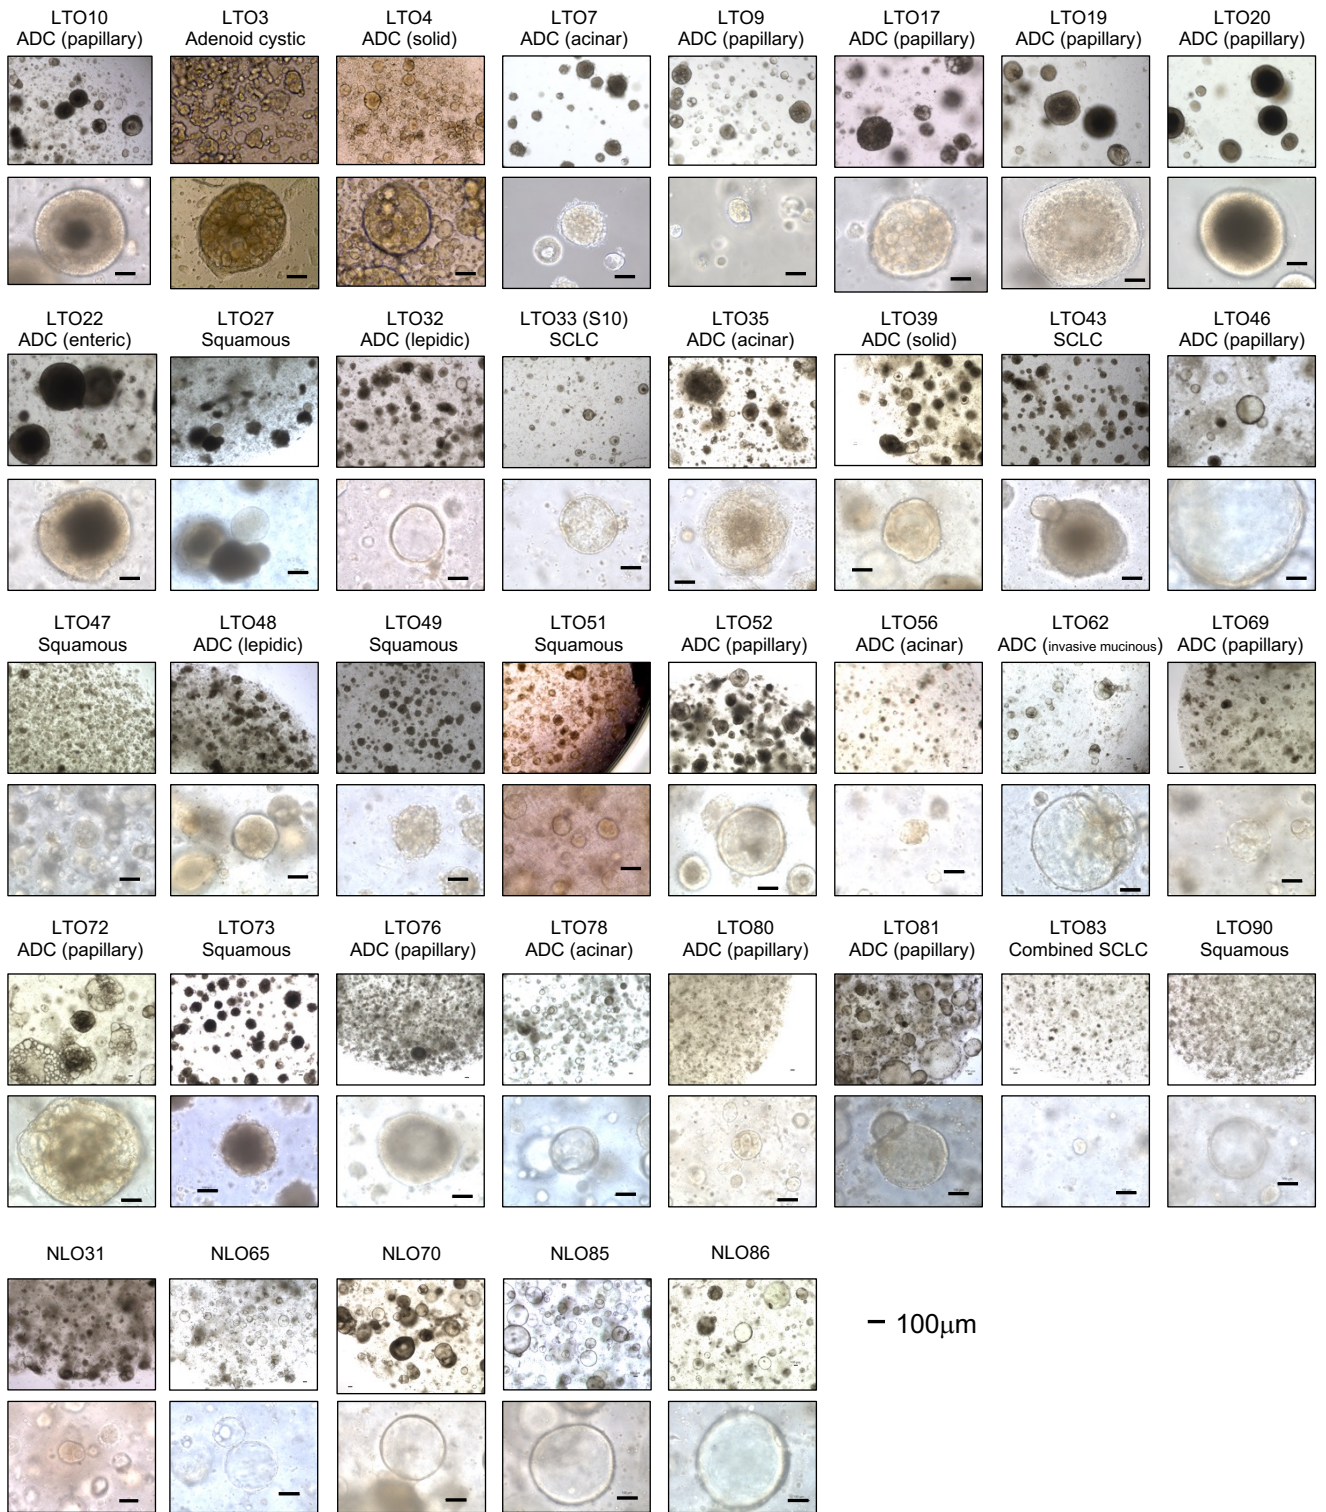 LTO10
ADC (papillary)
LTO3
Adenoid cystic
LTO4
ADC (solid)
LTO7
ADC (acinar)
LTO9
ADC (papillary)
LTO17
ADC (papillary)
LTO19
ADC (papillary)
LTO20
ADC (papillary)
LTO22
ADC (enteric)
LTO27
Squamous
LTO32
ADC (lepidic)
LTO33 (S10)
SCLC
LTO35
ADC (acinar)
LTO39
ADC (solid)
LTO43
SCLC
LTO46
ADC (papillary)
LTO47
Squamous
LTO48
ADC (lepidic)
LTO49
Squamous
LTO51
Squamous
LTO52
ADC (papillary)
LTO56
ADC (acinar)
LTO62
ADC (invasive mucinous)
LTO69
ADC (papillary)
LTO72
ADC (papillary)
LTO73
Squamous
LTO76
ADC (papillary)
LTO78
ADC (acinar)
LTO80
ADC (papillary)
LTO81
ADC (papillary)
LTO83
Combined SCLC
LTO90
Squamous
NLO31
NLO65
NLO70
NLO85
NLO86
100μm